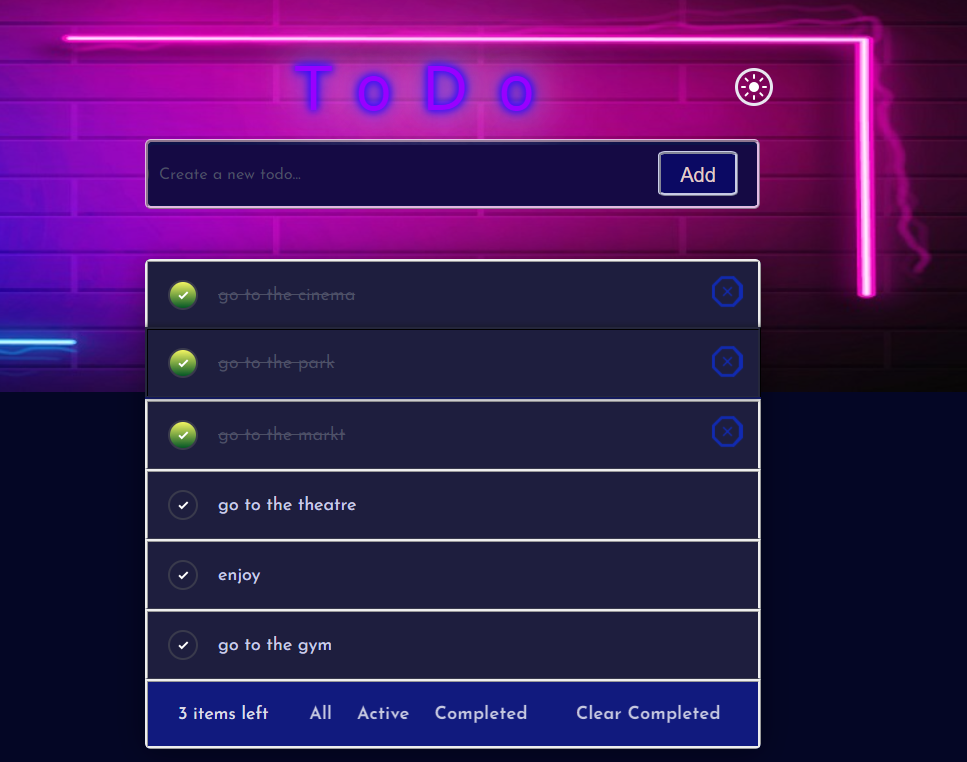 ToDo
Create a new todo... Add
go to the cinema
go to the park
go to the markt
go to the theatre
enjoy
go to the gym
3 items left All Active Completed Clear Completed